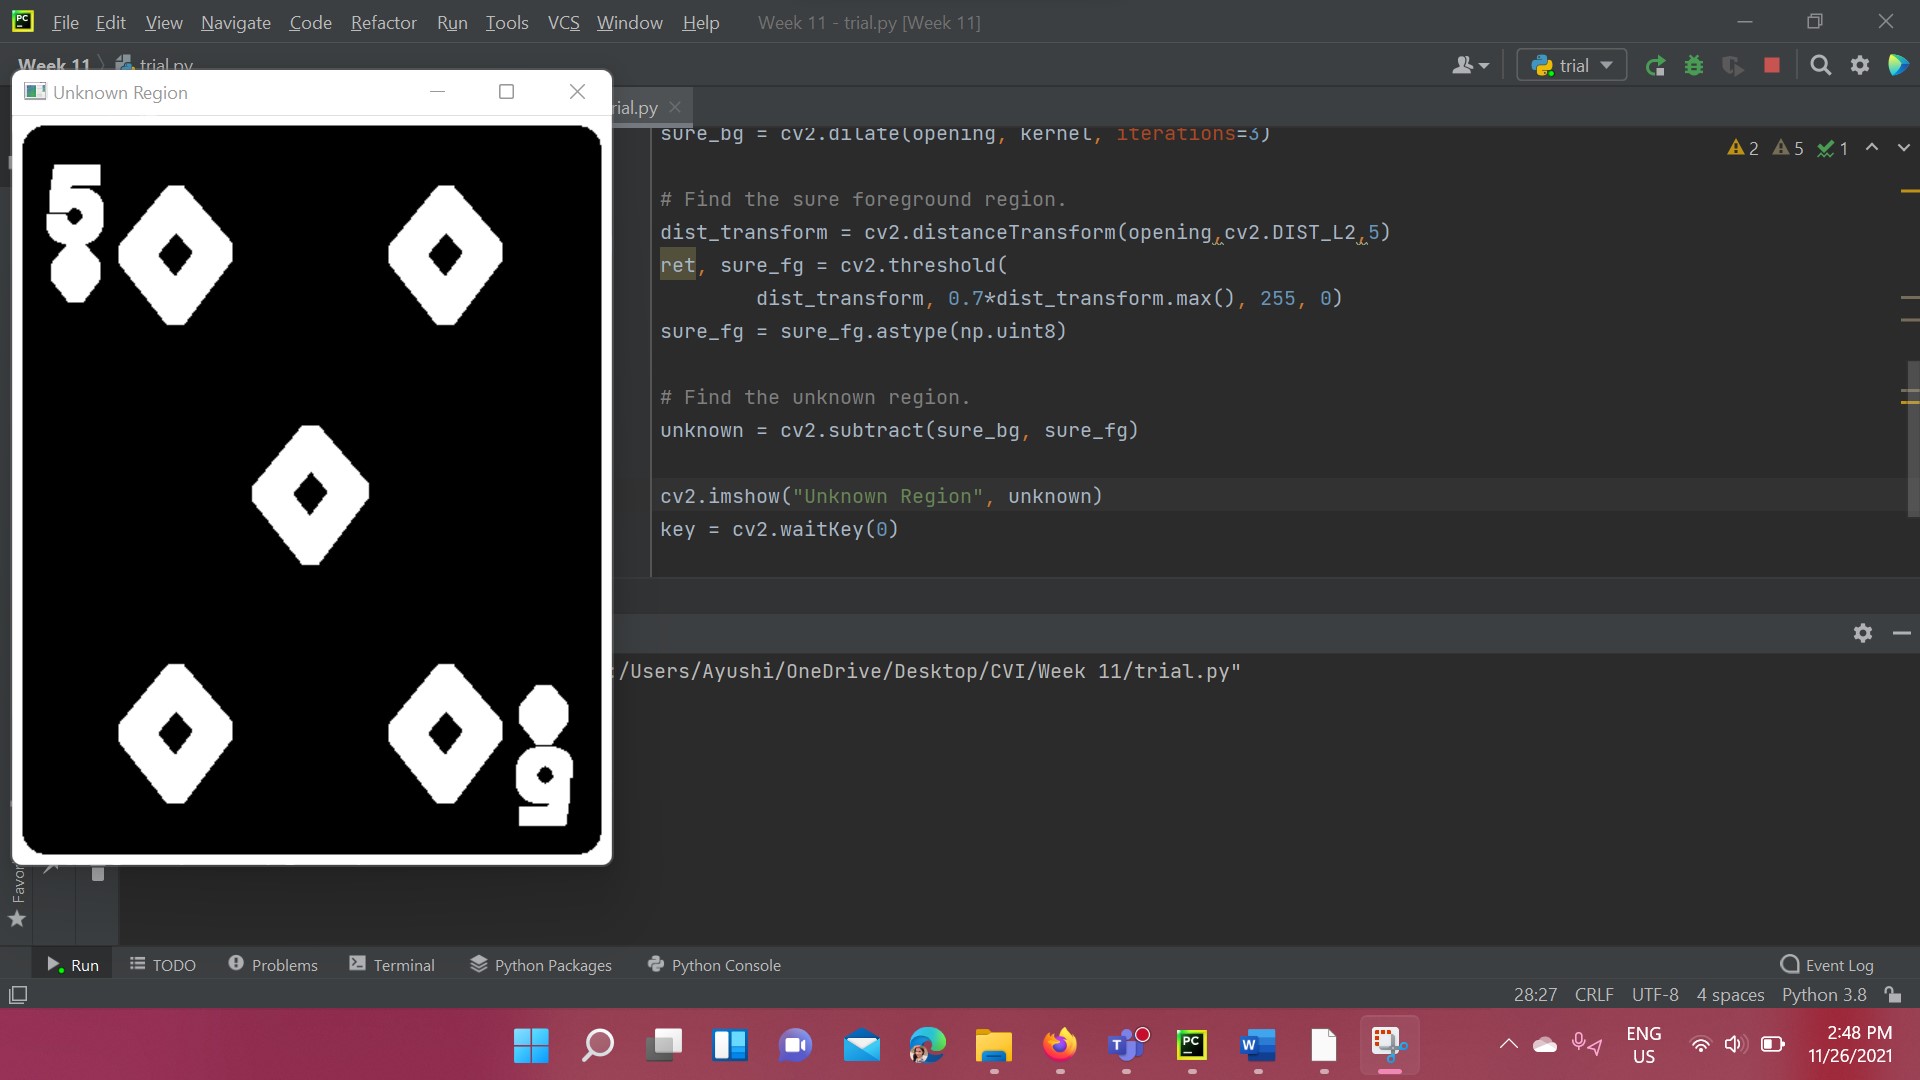 File Edit View Navigate Code Refactor Run Tools VCS Window Help Week 11 - trial.py [Week 11]
Week 11 trial.py
trial
Unknown Region
rial.py
2 5 1
sure_bg = cv2.dilate(opening, kernel, iterations=3)
# Find the sure foreground region.
dist_transform = cv2.distanceTransform(opening,cv2.DIST_L2,5)
ret, sure_fg = cv2.threshold(
dist_transform, 0.7*dist_transform.max(), 255, 0)
sure_fg = sure_fg.astype(np.uint8)
# Find the unknown region.
unknown = cv2.subtract(sure_bg, sure_fg)
cv2.imshow("Unknown Region", unknown)
key = cv2.waitKey(0)
5
5
:/Users/Ayushi/OneDrive/Desktop/CVI/Week 11/trial.py"
Favor
Run TODO Problems Terminal Python Packages Python Console Event Log
28:27 CRLF UTF-8 4 spaces Python 3.8
ENG
US
2:48 PM
11/26/2021